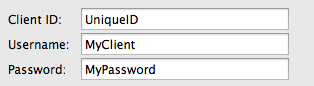 Client ID: UniqueID
Username: MyClient
Password: MyPassword